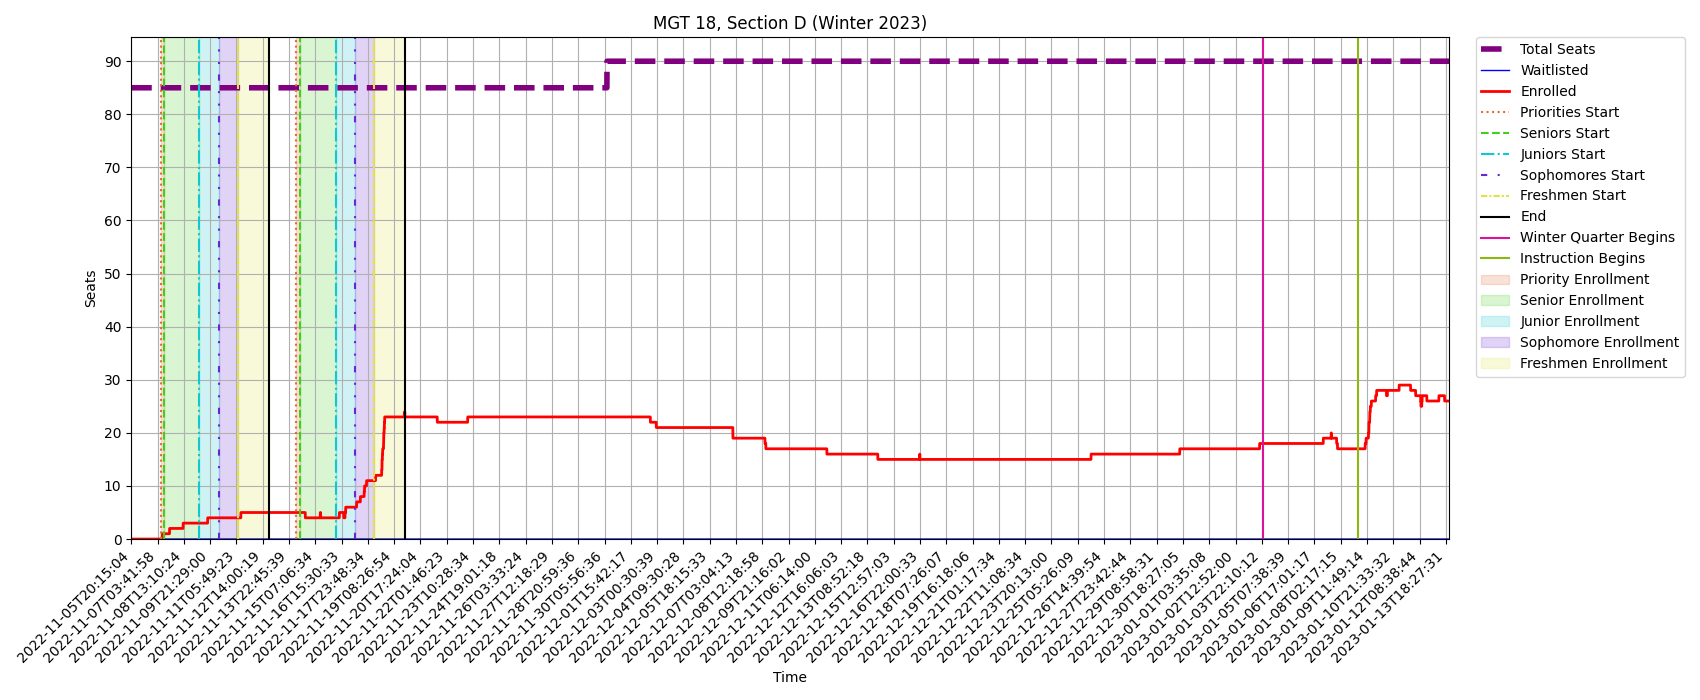 MGT 18, Section D (Winter 2023)
Seats
90
80
70
60
50
40
30
20
10
0
2022-11-05T20:15:04
2022-11-07T03:41:58
2022-11-08T13:10:24
2022-11-09T21:29:00
2022-11-11T05:49:23
2022-11-12T14:00:19
2022-11-13T22:45:39
2022-11-15T07:06:34
2022-11-16T15:30:33
2022-11-17T23:48:34
2022-11-19T08:26:54
2022-11-20T17:24:04
2022-11-22T01:46:23
2022-11-23T10:28:34
2022-11-24T19:01:18
2022-11-26T03:33:24
2022-11-27T12:18:29
2022-11-28T20:59:36
2022-11-30T05:56:36
2022-12-01T15:42:17
2022-12-03T00:30:39
2022-12-04T09:30:28
2022-12-05T18:15:33
2022-12-07T03:04:13
2022-12-08T12:18:58
2022-12-09T21:16:02
2022-12-11T06:14:00
2022-12-12T16:06:03
2022-12-13T08:52:18
2022-12-15T12:57:03
2022-12-16T22:00:33
2022-12-18T07:26:07
2022-12-19T16:18:06
2022-12-21T01:17:34
2022-12-22T11:08:34
2022-12-23T20:13:00
2022-12-25T05:26:09
2022-12-26T14:39:54
2022-12-27T23:42:44
2022-12-29T08:58:31
2022-12-30T18:27:05
2023-01-01T03:35:08
2023-01-02T12:52:00
2023-01-03T22:10:12
2023-01-05T07:38:39
2023-01-06T17:01:17
2023-01-08T02:17:15
2023-01-09T11:49:14
2023-01-10T21:33:32
2023-01-12T08:38:44
2023-01-13T18:27:31
Time
Total Seats
Waitlisted
Enrolled
Priorities Start
Seniors Start
Juniors Start
Sophomores Start
Freshmen Start
End
Winter Quarter Begins
Instruction Begins
Priority Enrollment
Senior Enrollment
Junior Enrollment
Sophomore Enrollment
Freshmen Enrollment